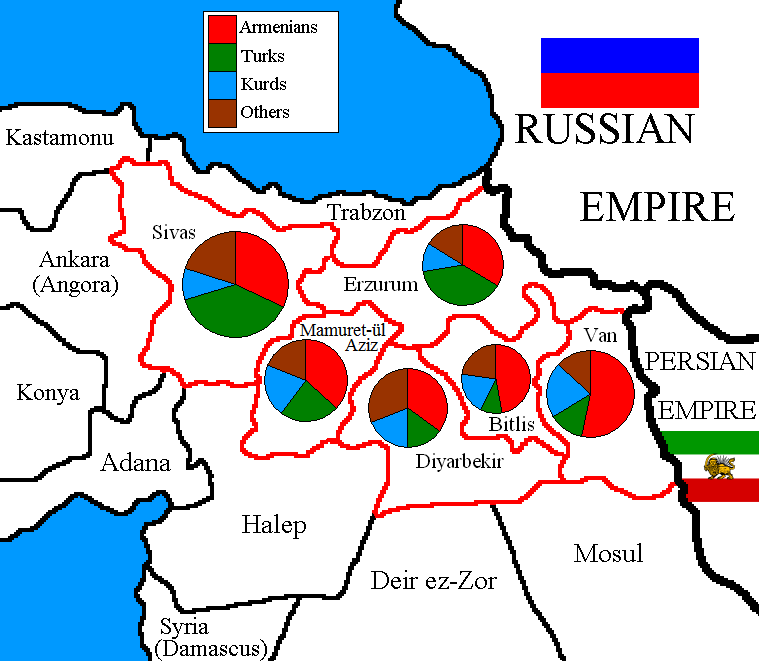 Armenians
Turks
Kurds
Others
RUSSIAN
EMPIRE
Kastamonu
Trabzon
Sivas
Ankara
(Angora)
Erzurum
Mamuret-ül
Aziz
Van
PERSIAN
EMPIRE
Konya
Bitlis
Adana
Diyarbekir
Halep
Mosul
Deir ez-Zor
Syria
(Damascus)